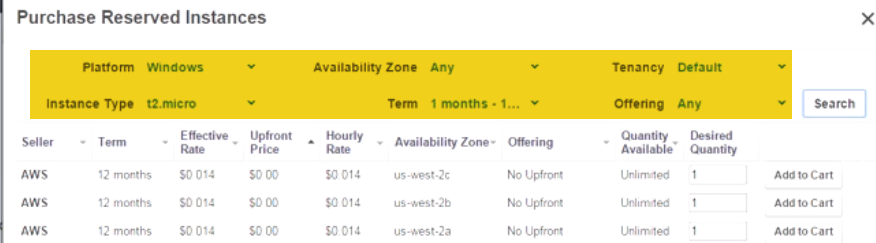 Purchase Reserved Instances
Platform Windows Availability Zone Any Tenancy Default
Instance Type t2.micro Term 1 months - 1... Offering Any Search
Seller Term Effective Rate Upfront Price Hourly Rate Availability Zone Offering Quantity Available Desired Quantity
AWS 12 months $0 014 $0 00 $0 014 us-west-2c No Upfront Unlimited 1 Add to Cart
AWS 12 months $0 014 $0 00 $0 014 us-west-2b No Upfront Unlimited 1 Add to Cart
AWS 12 months $0 014 $0 00 $0 014 us-west-2a No Upfront Unlimited 1 Add to Cart